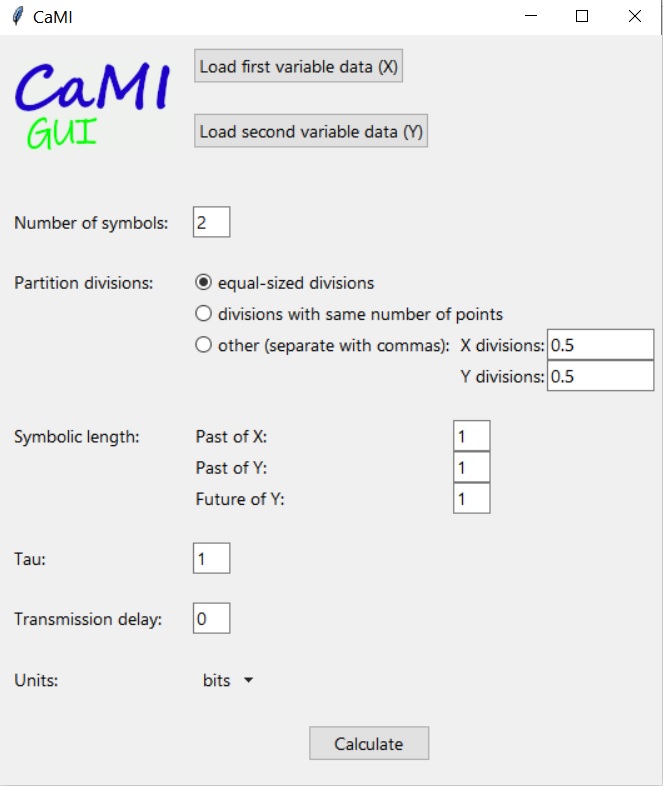 CaMI
CaMI
GUI
Load first variable data (X)
Load second variable data (Y)
Number of symbols: 2
Partition divisions: equal-sized divisions
divisions with same number of points
other (separate with commas): X divisions: 0.5
Y divisions: 0.5
Symbolic length: Past of X: 1
Past of Y: 1
Future of Y: 1
Tau: 1
Transmission delay: 0
Units: bits
Calculate